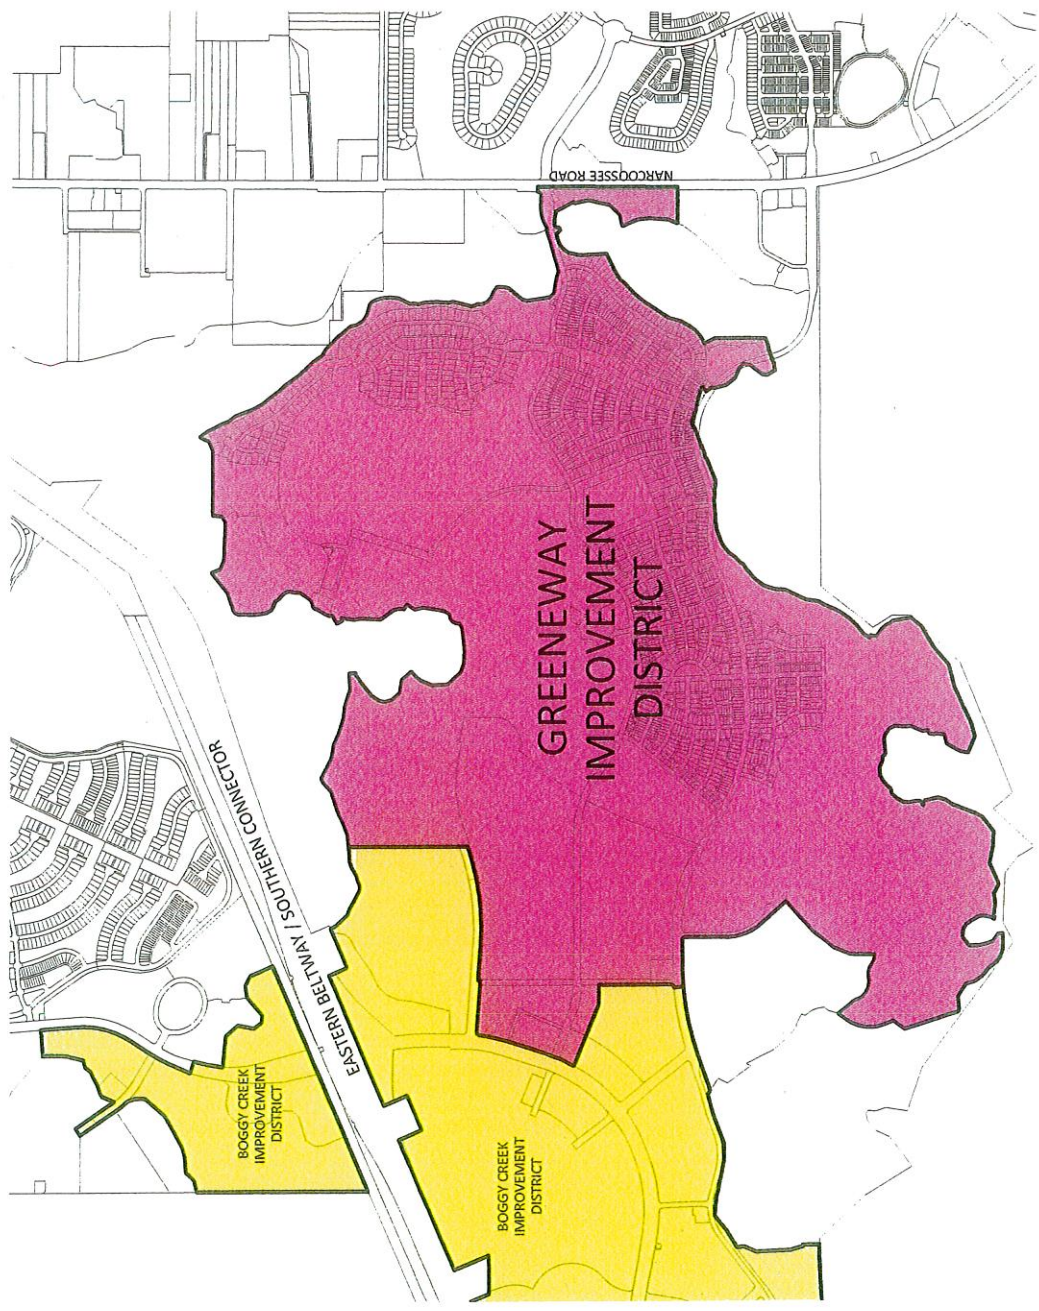 NARCOOSSEE ROAD
GREENEWAY
IMPROVEMENT
DISTRICT
EASTERN BELTWAY / SOUTHERN CONNECTOR
BOGGY CREEK
IMPROVEMENT
DISTRICT
BOGGY CREEK
IMPROVEMENT
DISTRICT